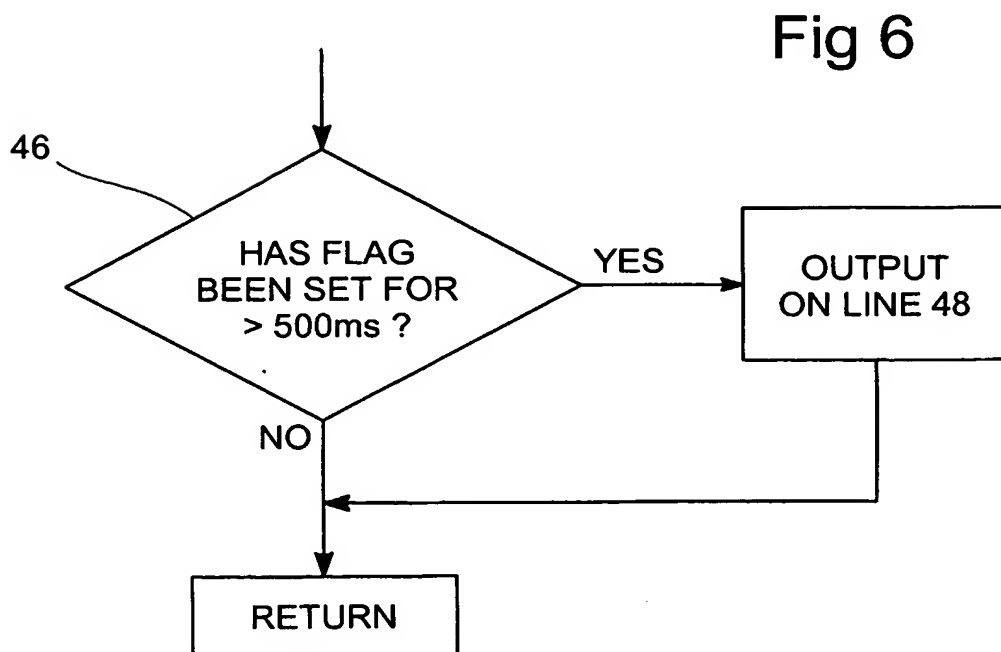 Fig 6
46
HAS FLAG
BEEN SET FOR
> 500ms ?
YES
OUTPUT
ON LINE 48
NO
RETURN